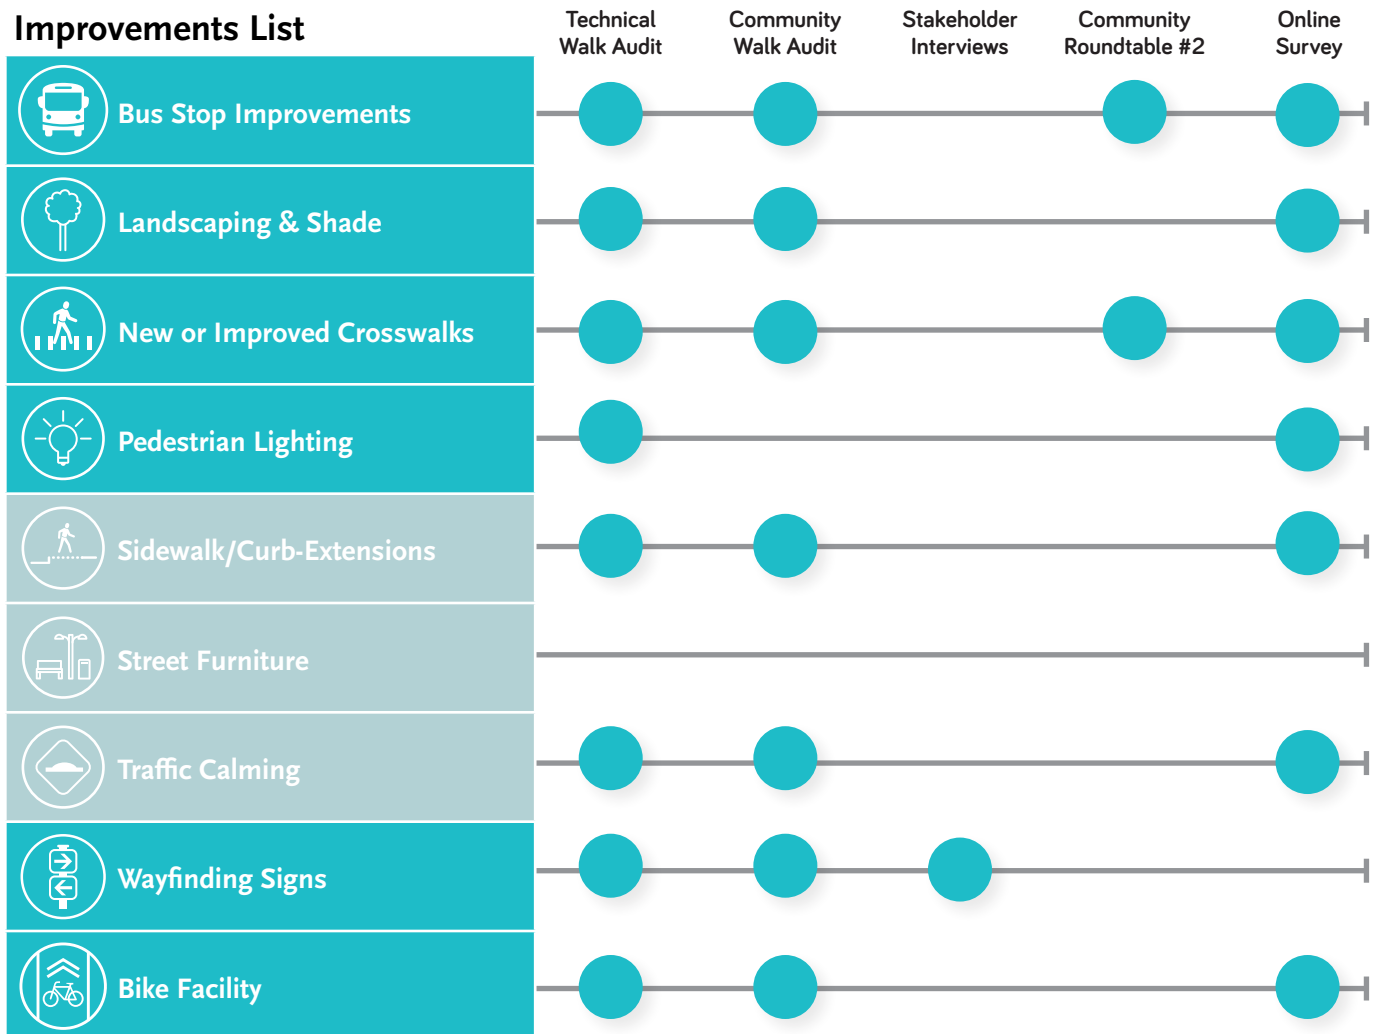 Improvements List
Technical
Walk Audit
Community
Walk Audit
Stakeholder
Interviews
Community
Roundtable #2
Online
Survey
Bus Stop Improvements
Landscaping & Shade
New or Improved Crosswalks
Pedestrian Lighting
Sidewalk/Curb-Extensions
Street Furniture
Traffic Calming
Wayfinding Signs
Bike Facility